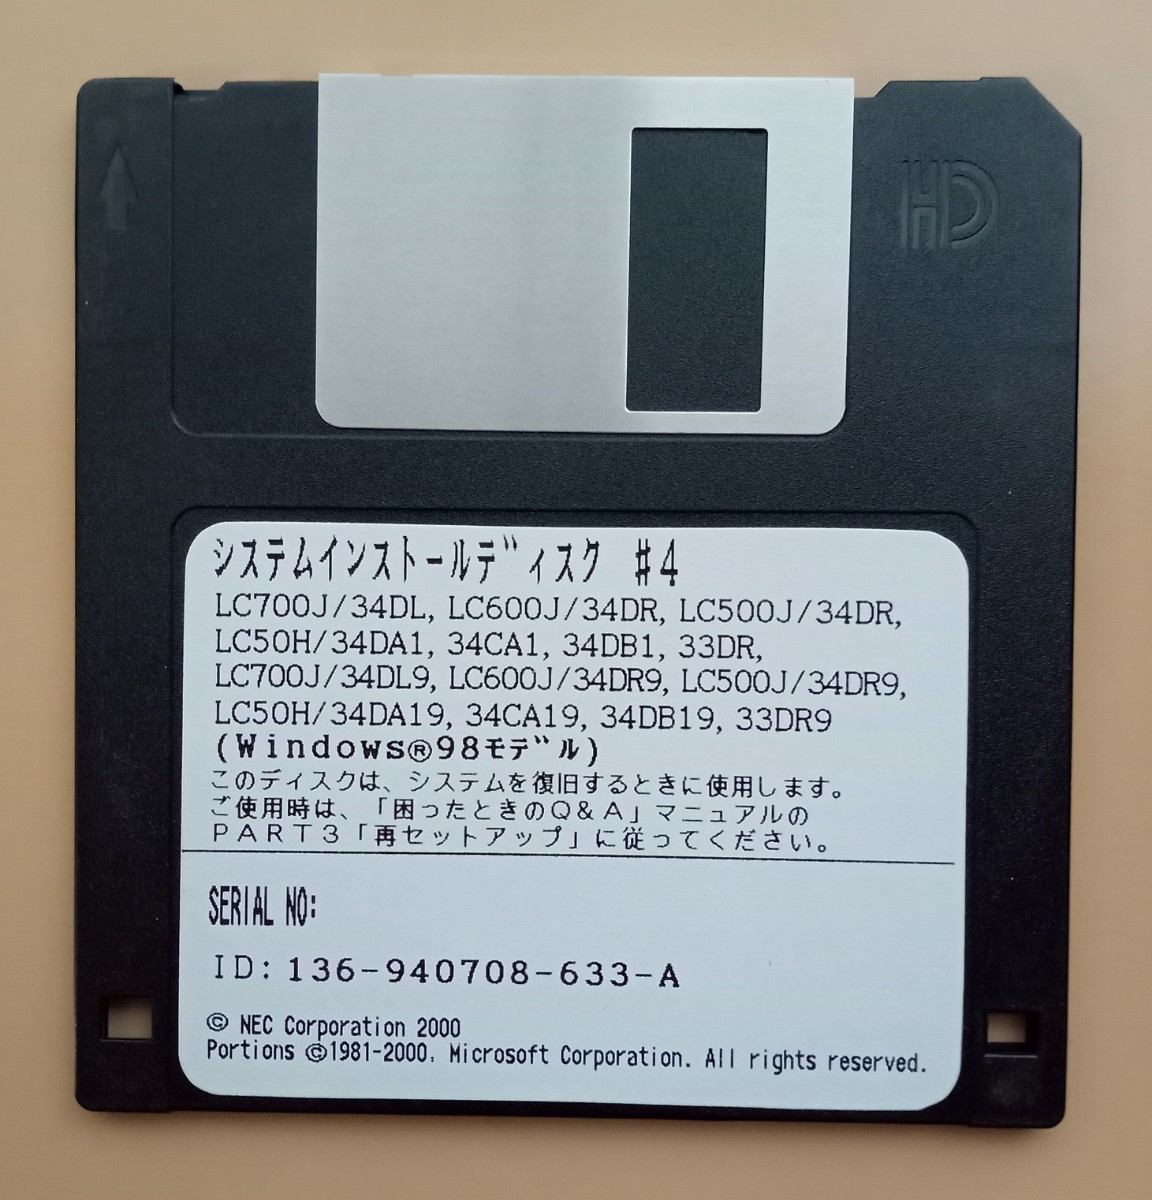 HD
システムインストールディスク #4
LC700J/34DL, LC600J/34DR, LC500J/34DR,
LC50H/34DA1, 34CA1, 34DB1, 33DR,
LC700J/34DL9, LC600J/34DR9, LC500J/34DR9,
LC50H/34DA19, 34CA19, 34DB19, 33DR9
(Windows®98モデル)
このディスクは、システムを復旧するときに使用します。
ご使用時は、「困ったときのQ&A」マニュアルの
PART3「再セットアップ」に従ってください。
SERIAL NO:
ID: 136-940708-633-A
© NEC Corporation 2000
Portions ©1981-2000, Microsoft Corporation. All rights reserved.